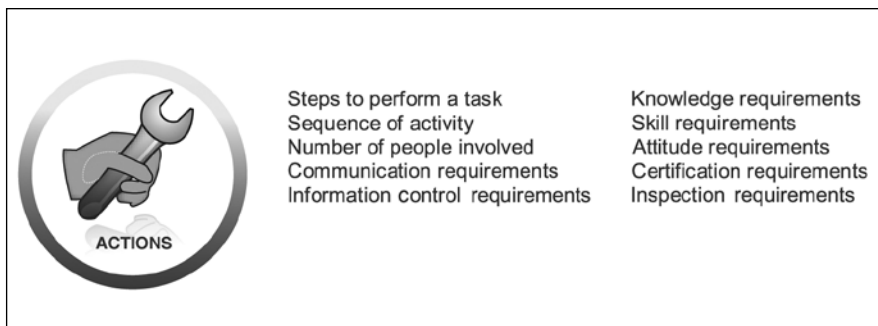 ACTIONS
Steps to perform a task
Sequence of activity
Number of people involved
Communication requirements
Information control requirements
Knowledge requirements
Skill requirements
Attitude requirements
Certification requirements
Inspection requirements